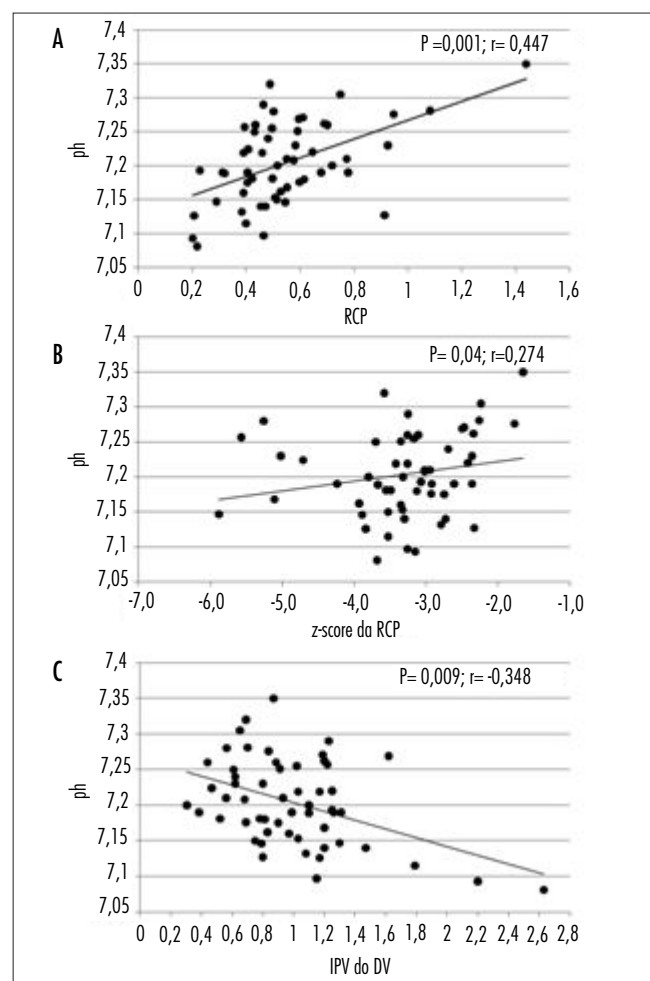 A
P =0,001; r= 0,447
ph
7,4
7,35
7,3
7,25
7,2
7,15
7,1
7,05
0 0,2 0,4 0,6 0,8 1 1,2 1,4 1,6
RCP
B
P= 0,04; r=0,274
ph
7,4
7,35
7,3
7,25
7,2
7,15
7,1
7,05
-7,0 -6,0 -5,0 -4,0 -3,0 -2,0 -1,0
z-score da RCP
C
P= 0,009; r= -0,348
ph
7,4
7,35
7,3
7,25
7,2
7,15
7,1
7,05
0 0,2 0,4 0,6 0,8 1 1,2 1,4 1,6 1,8 2 2,2 2,4 2,6 2,8
IPV do DV